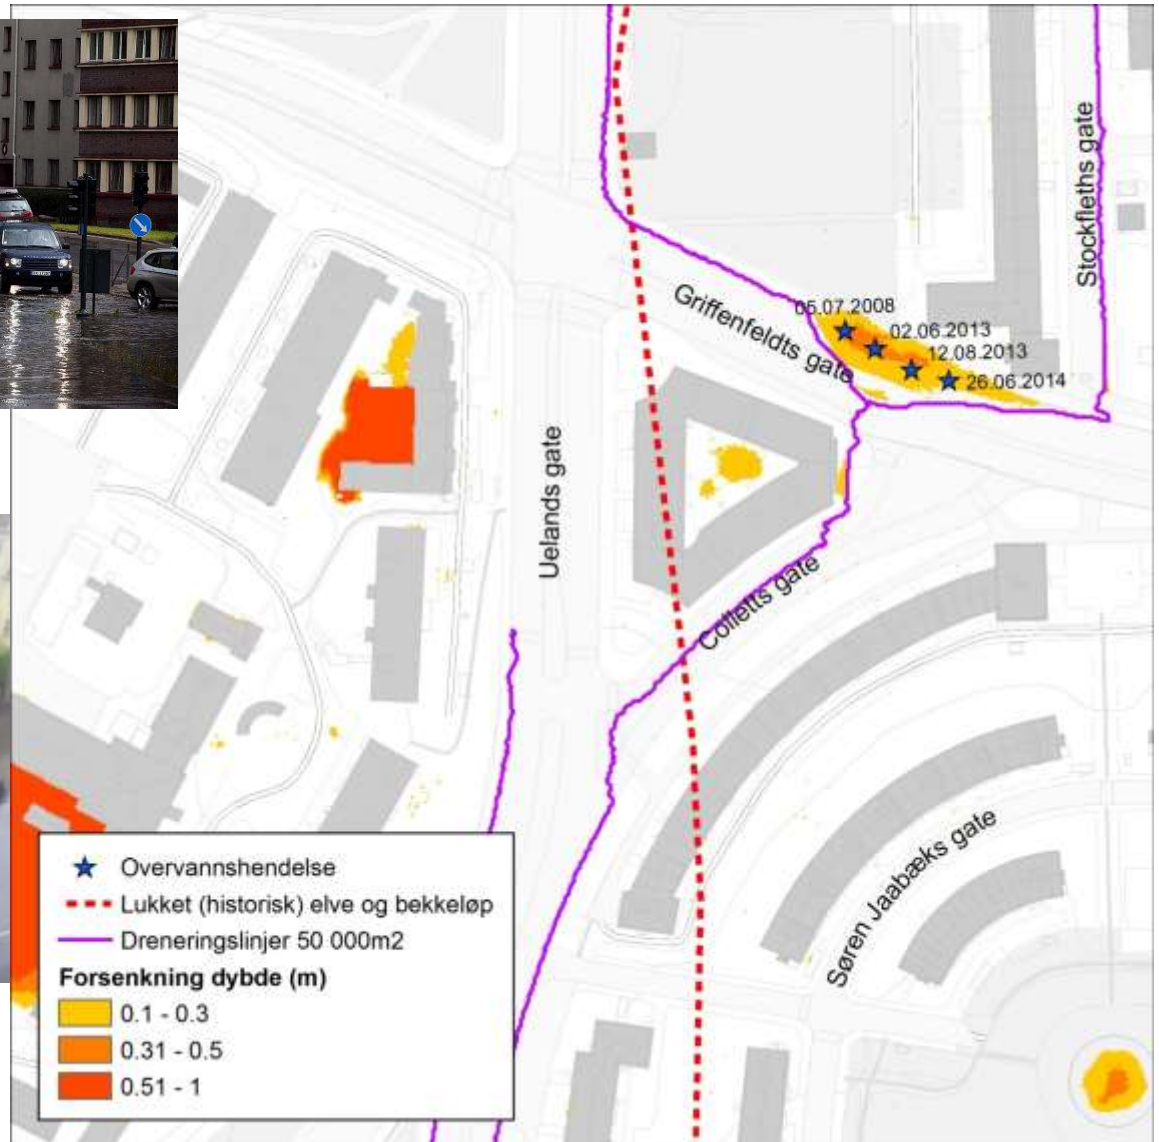 Stockfleths gate
Griffenfeldts gate
05.07.2008
02.06.2013
12.08.2013
26.06.2014
Uelands gate
Colletts gate
Søren Jaabæks gate
Overvannshendelse
Lukket (historisk) elve og bekkeløp
Dreneringslinjer 50 000m2
Forsenkning dybde (m)
0.1 - 0.3
0.31 - 0.5
0.51 - 1